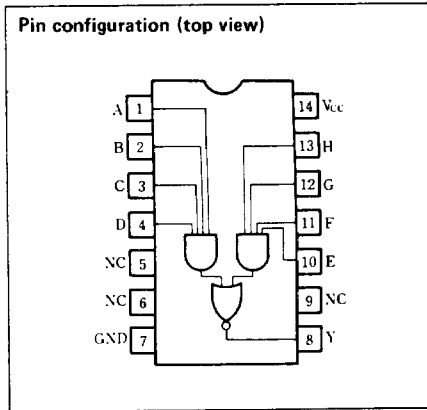 Pin configuration (top view)
A 1
14 Vcc
B 2
13 H
C 3
12 G
D 4
11 F
NC 5
10 E
NC 6
9 NC
GND 7
8 Y